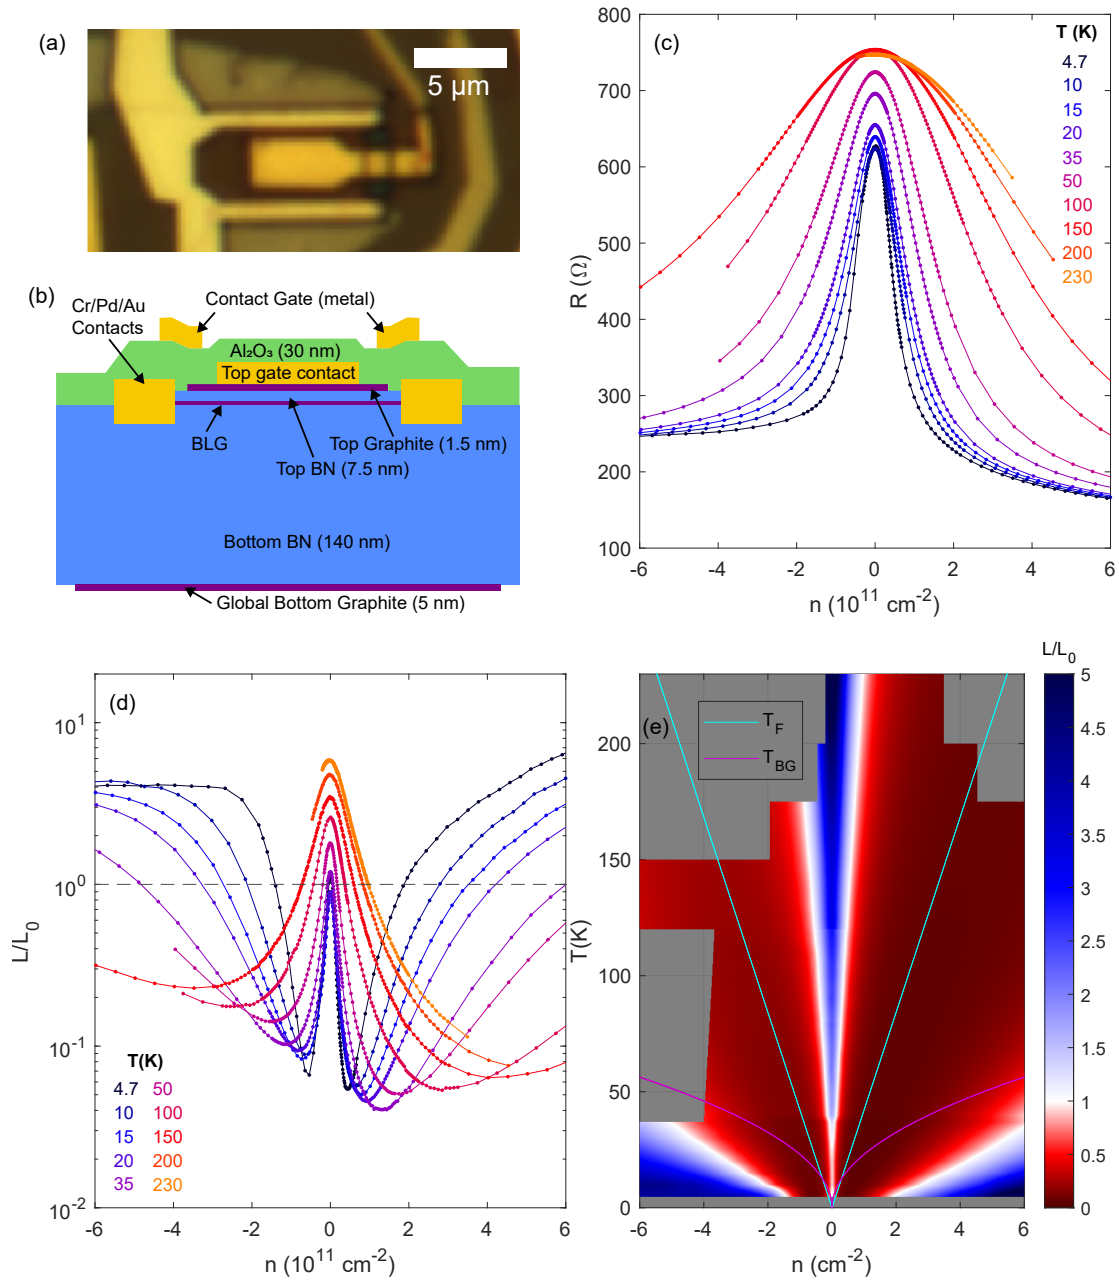 (a)
5 μm
(b)
Cr/Pd/Au
Contacts
Contact Gate (metal)
Al₂O₃ (30 nm)
Top gate contact
BLG
Top Graphite (1.5 nm)
Top BN (7.5 nm)
Bottom BN (140 nm)
Global Bottom Graphite (5 nm)
(c)
R (Ω)
800
700
600
500
400
300
200
100
-6 -4 -2 0 2 4 6
n (10¹¹ cm⁻²)
T (K)
4.7
10
15
20
35
50
100
150
200
230
(d)
L/L₀
10¹
10⁰
10⁻¹
10⁻²
T(K)
4.7 50
10 100
15 150
20 200
35 230
-6 -4 -2 0 2 4 6
n (10¹¹ cm⁻²)
(e)
T_F
T_BG
T(K)
200
150
100
50
0
-6 -4 -2 0 2 4 6
n (cm⁻²)
L/L₀
5
4.5
4
3.5
3
2.5
2
1.5
1
0.5
0